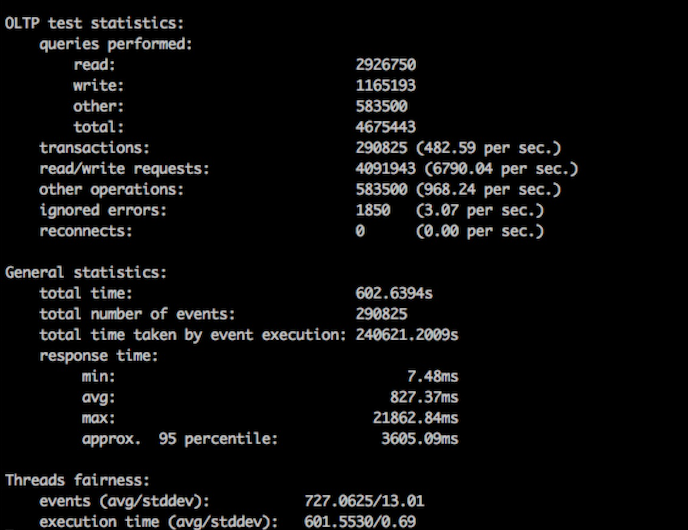 OLTP test statistics:
queries performed:
read: 2926750
write: 1165193
other: 583500
total: 4675443
transactions: 290825 (482.59 per sec.)
read/write requests: 4091943 (6790.04 per sec.)
other operations: 583500 (968.24 per sec.)
ignored errors: 1850 (3.07 per sec.)
reconnects: 0 (0.00 per sec.)
General statistics:
total time: 602.6394s
total number of events: 290825
total time taken by event execution: 240621.2009s
response time:
min: 7.48ms
avg: 827.37ms
max: 21862.84ms
approx. 95 percentile: 3605.09ms
Threads fairness:
events (avg/stddev): 727.0625/13.01
execution time (avg/stddev): 601.5530/0.69